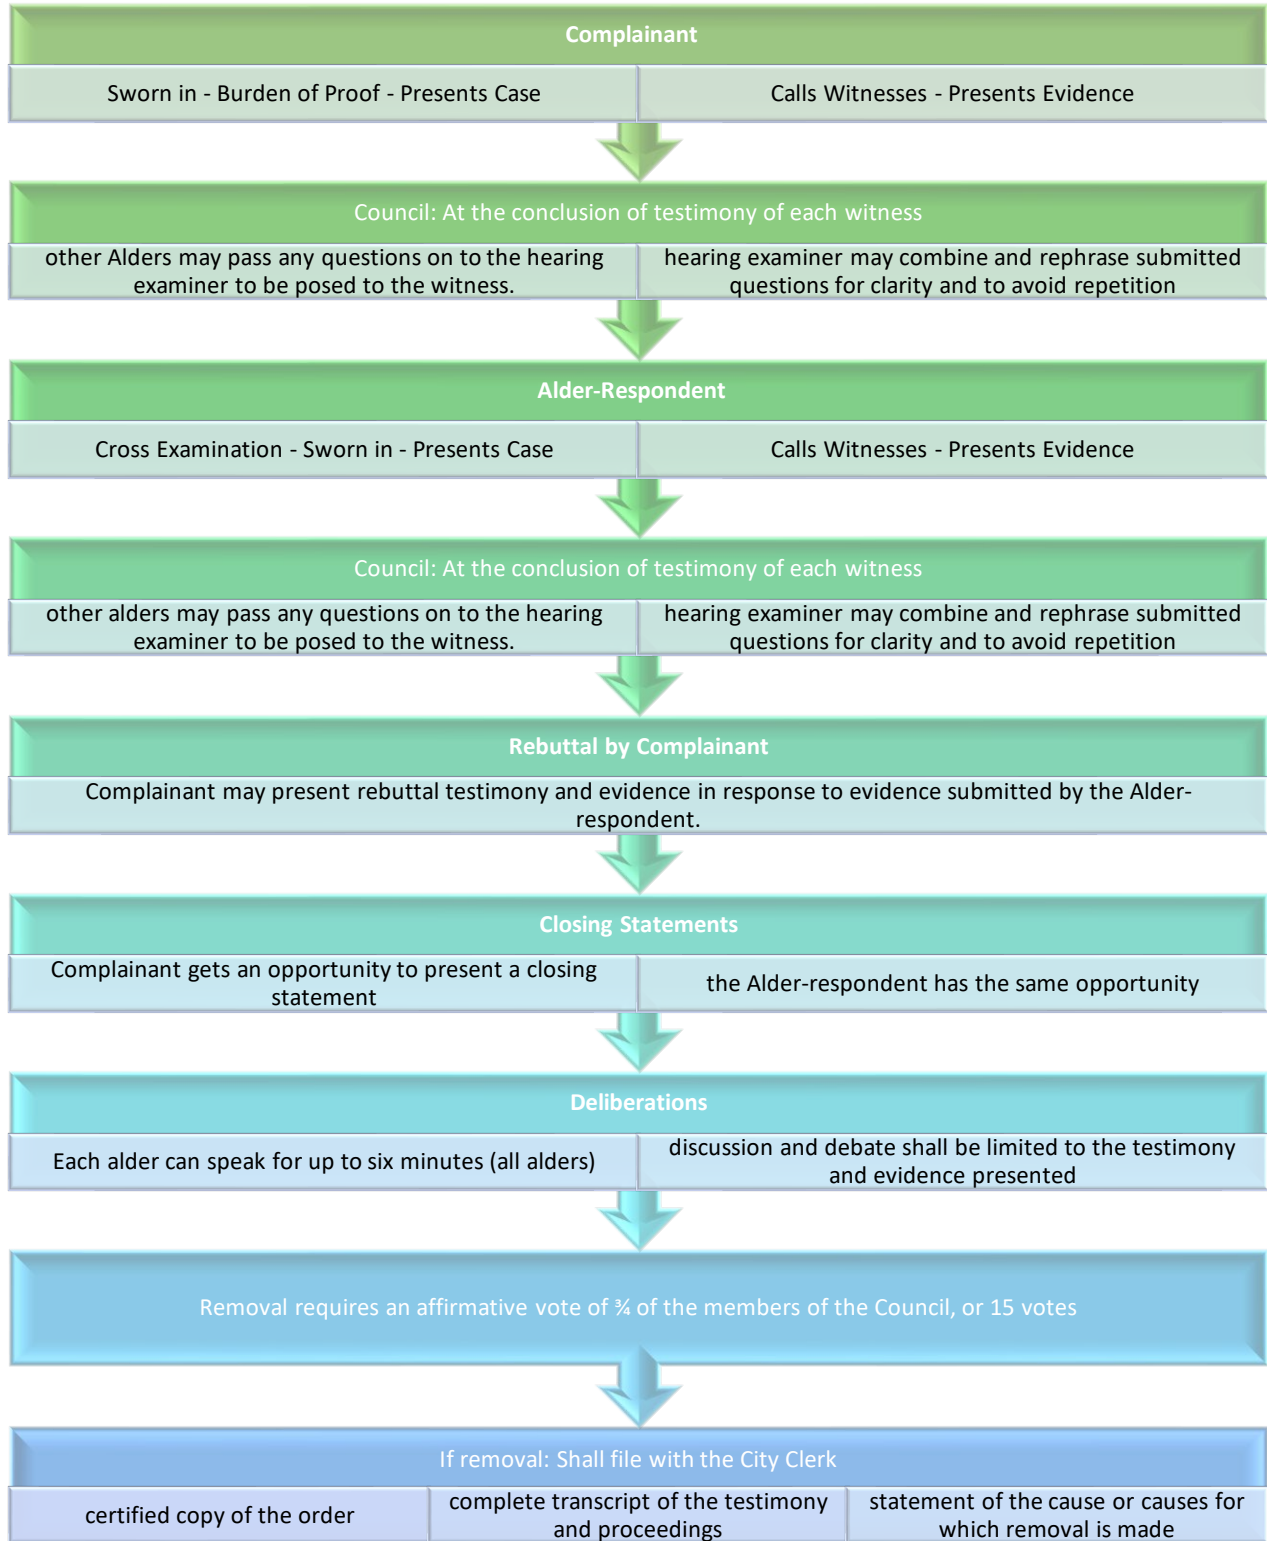 Complainant
Sworn in - Burden of Proof - Presents Case
Calls Witnesses - Presents Evidence
Council: At the conclusion of testimony of each witness
other Alders may pass any questions on to the hearing
examiner to be posed to the witness.
hearing examiner may combine and rephrase submitted
questions for clarity and to avoid repetition
Alder-Respondent
Cross Examination - Sworn in - Presents Case
Calls Witnesses - Presents Evidence
Council: At the conclusion of testimony of each witness
other alders may pass any questions on to the hearing
examiner to be posed to the witness.
hearing examiner may combine and rephrase submitted
questions for clarity and to avoid repetition
Rebuttal by Complainant
Complainant may present rebuttal testimony and evidence in response to evidence submitted by the Alder-
respondent.
Closing Statements
Complainant gets an opportunity to present a closing
statement
the Alder-respondent has the same opportunity
Deliberations
Each alder can speak for up to six minutes (all alders)
discussion and debate shall be limited to the testimony
and evidence presented
Removal requires an affirmative vote of ¾ of the members of the Council, or 15 votes
If removal: Shall file with the City Clerk
certified copy of the order
complete transcript of the testimony
and proceedings
statement of the cause or causes for
which removal is made